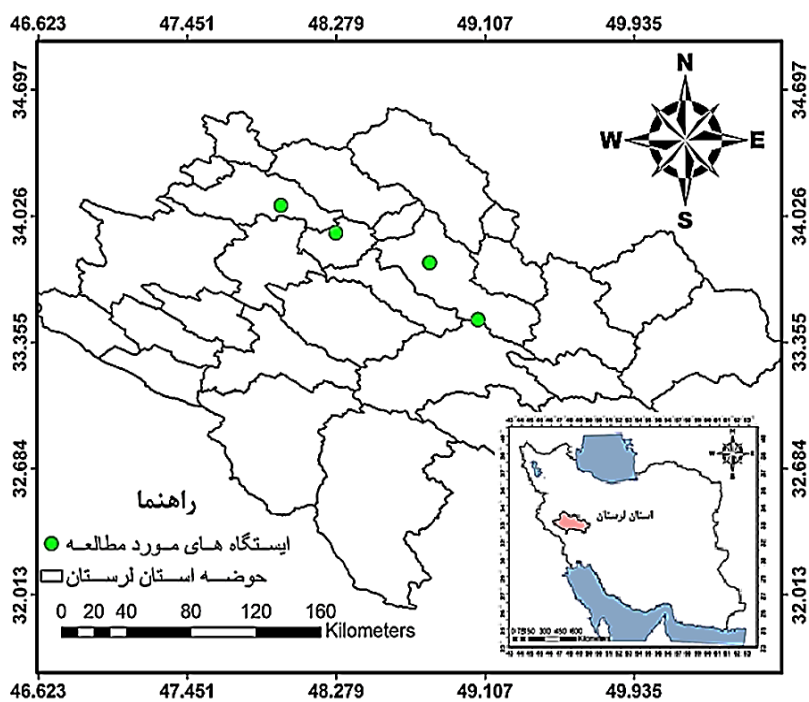 46.623 47.451 48.279 49.107 49.935
34.697
34.026
33.355
32.684
32.013
N
W E
S
34.697
34.026
33.355
32.684
32.013
راهنما
ایستگاه های مورد مطالعه
حوضه استان لرستان
0 20 40 80 120 160
Kilometers
استان لرستان
Kilometers
46.623 47.451 48.279 49.107 49.935